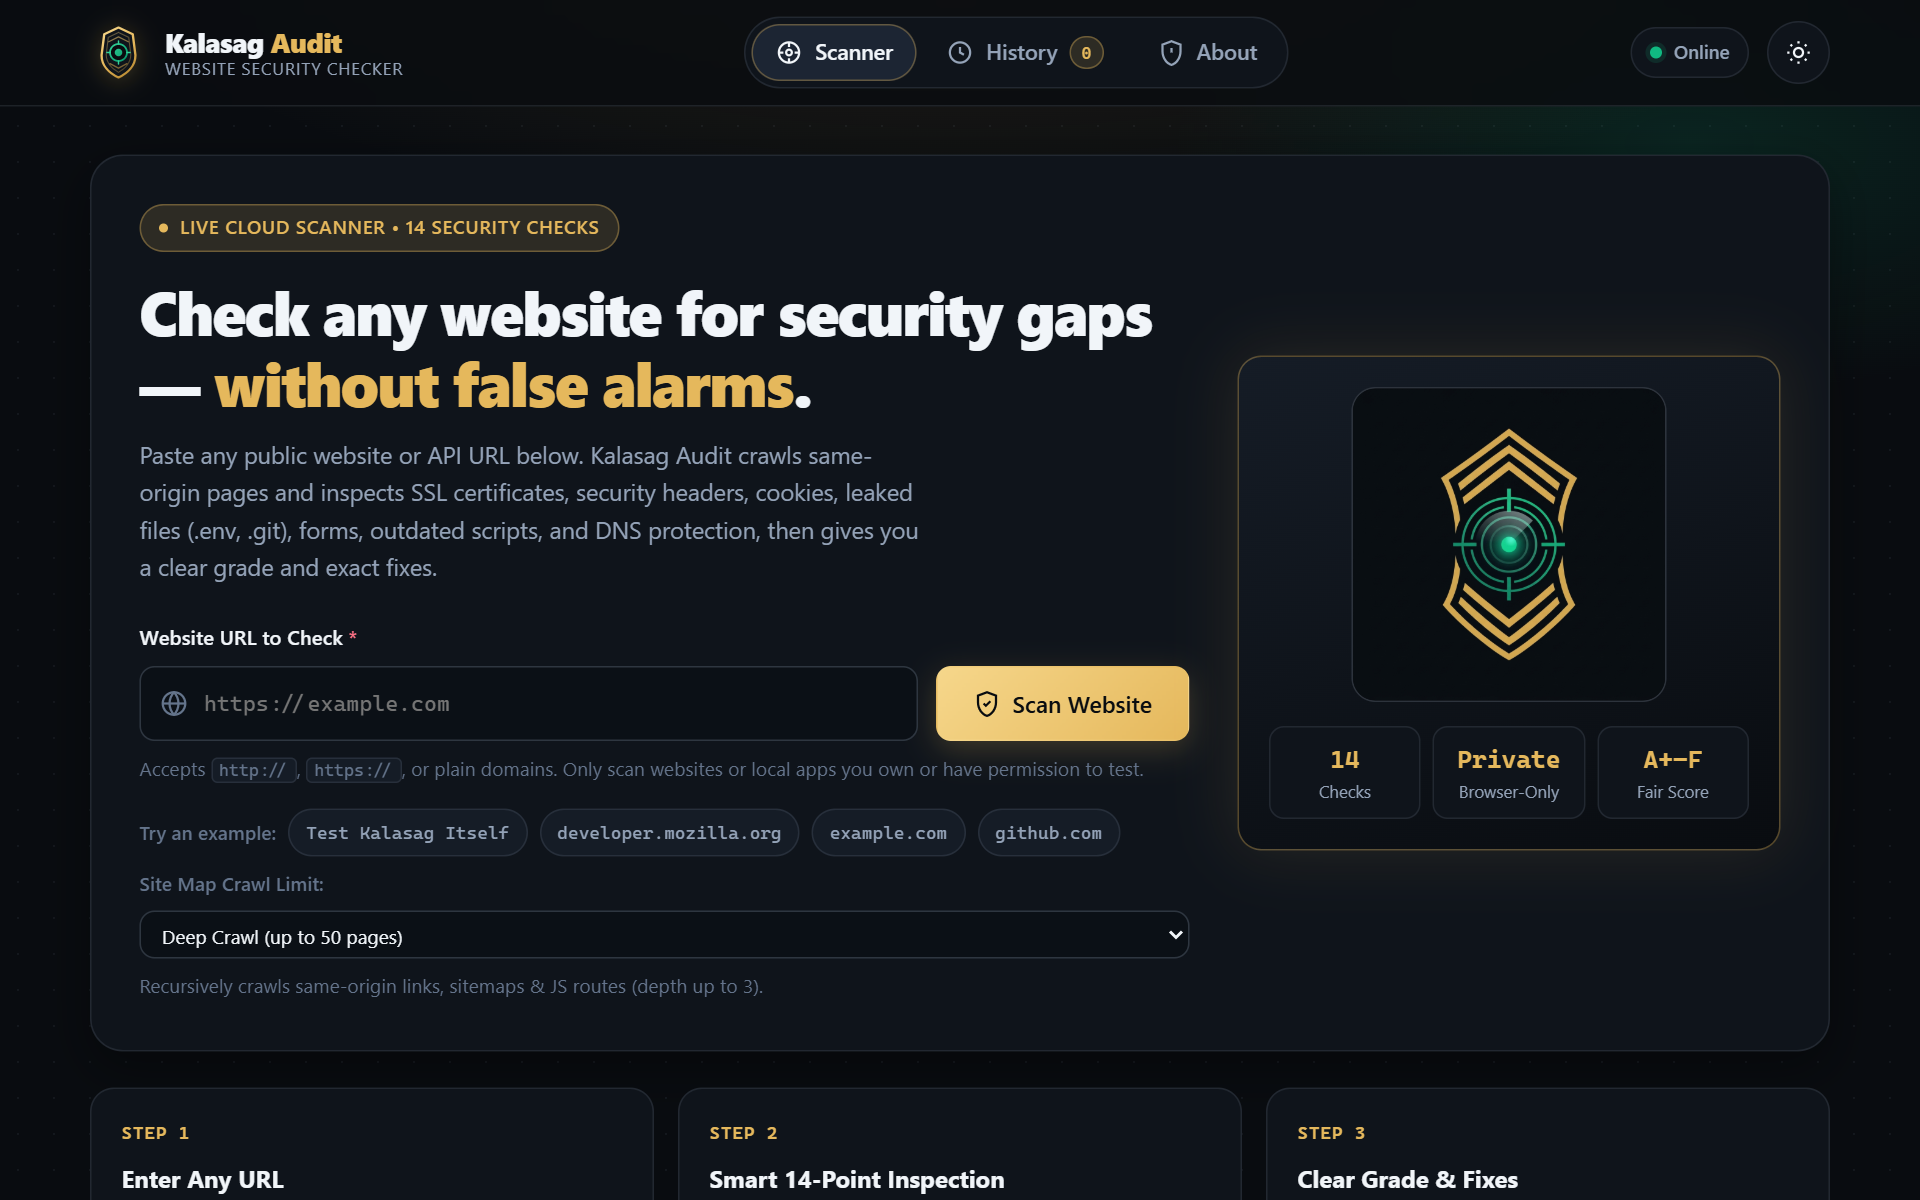 Kalasag Audit
WEBSITE SECURITY CHECKER
Scanner
History 0
About
Online
• LIVE CLOUD SCANNER • 14 SECURITY CHECKS
Check any website for security gaps
— without false alarms.
Paste any public website or API URL below. Kalasag Audit crawls same-
origin pages and inspects SSL certificates, security headers, cookies, leaked
files (.env, .git), forms, outdated scripts, and DNS protection, then gives you
a clear grade and exact fixes.
Website URL to Check *
https://example.com
Scan Website
Accepts http://, https://, or plain domains. Only scan websites or local apps you own or have permission to test.
Try an example: Test Kalasag Itself developer.mozilla.org example.com github.com
Site Map Crawl Limit:
Deep Crawl (up to 50 pages)
Recursively crawls same-origin links, sitemaps & JS routes (depth up to 3).
14
Checks
Private
Browser-Only
A+–F
Fair Score
STEP 1
Enter Any URL
STEP 2
Smart 14-Point Inspection
STEP 3
Clear Grade & Fixes